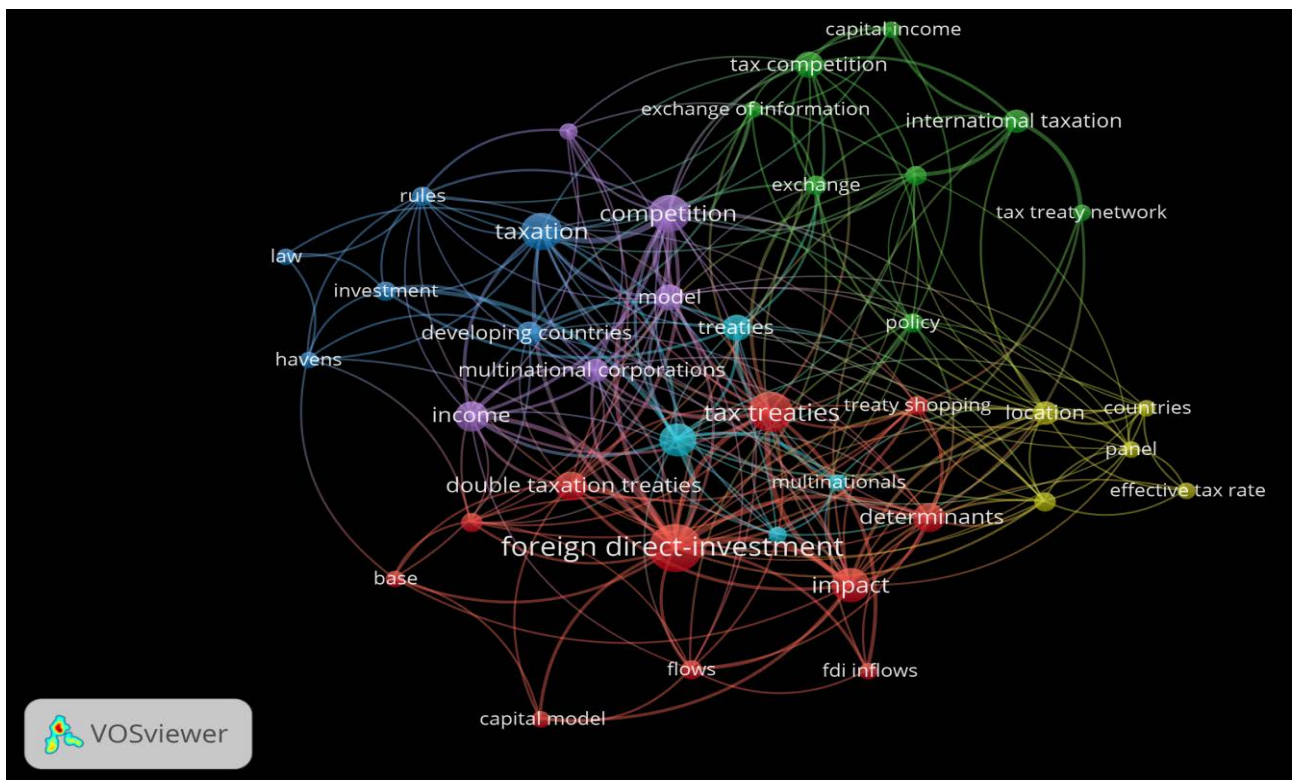 capital income
tax competition
exchange of information
international taxation
exchange
rules
competition
tax treaty network
taxation
law
investment
model
developing countries
treaties
policy
havens
multinational corporations
income
tax treaties
treaty shopping
location
countries
panel
double taxation treaties
multinationals
effective tax rate
determinants
foreign direct-investment
base
impact
flows
fdi inflows
capital model
VOSviewer